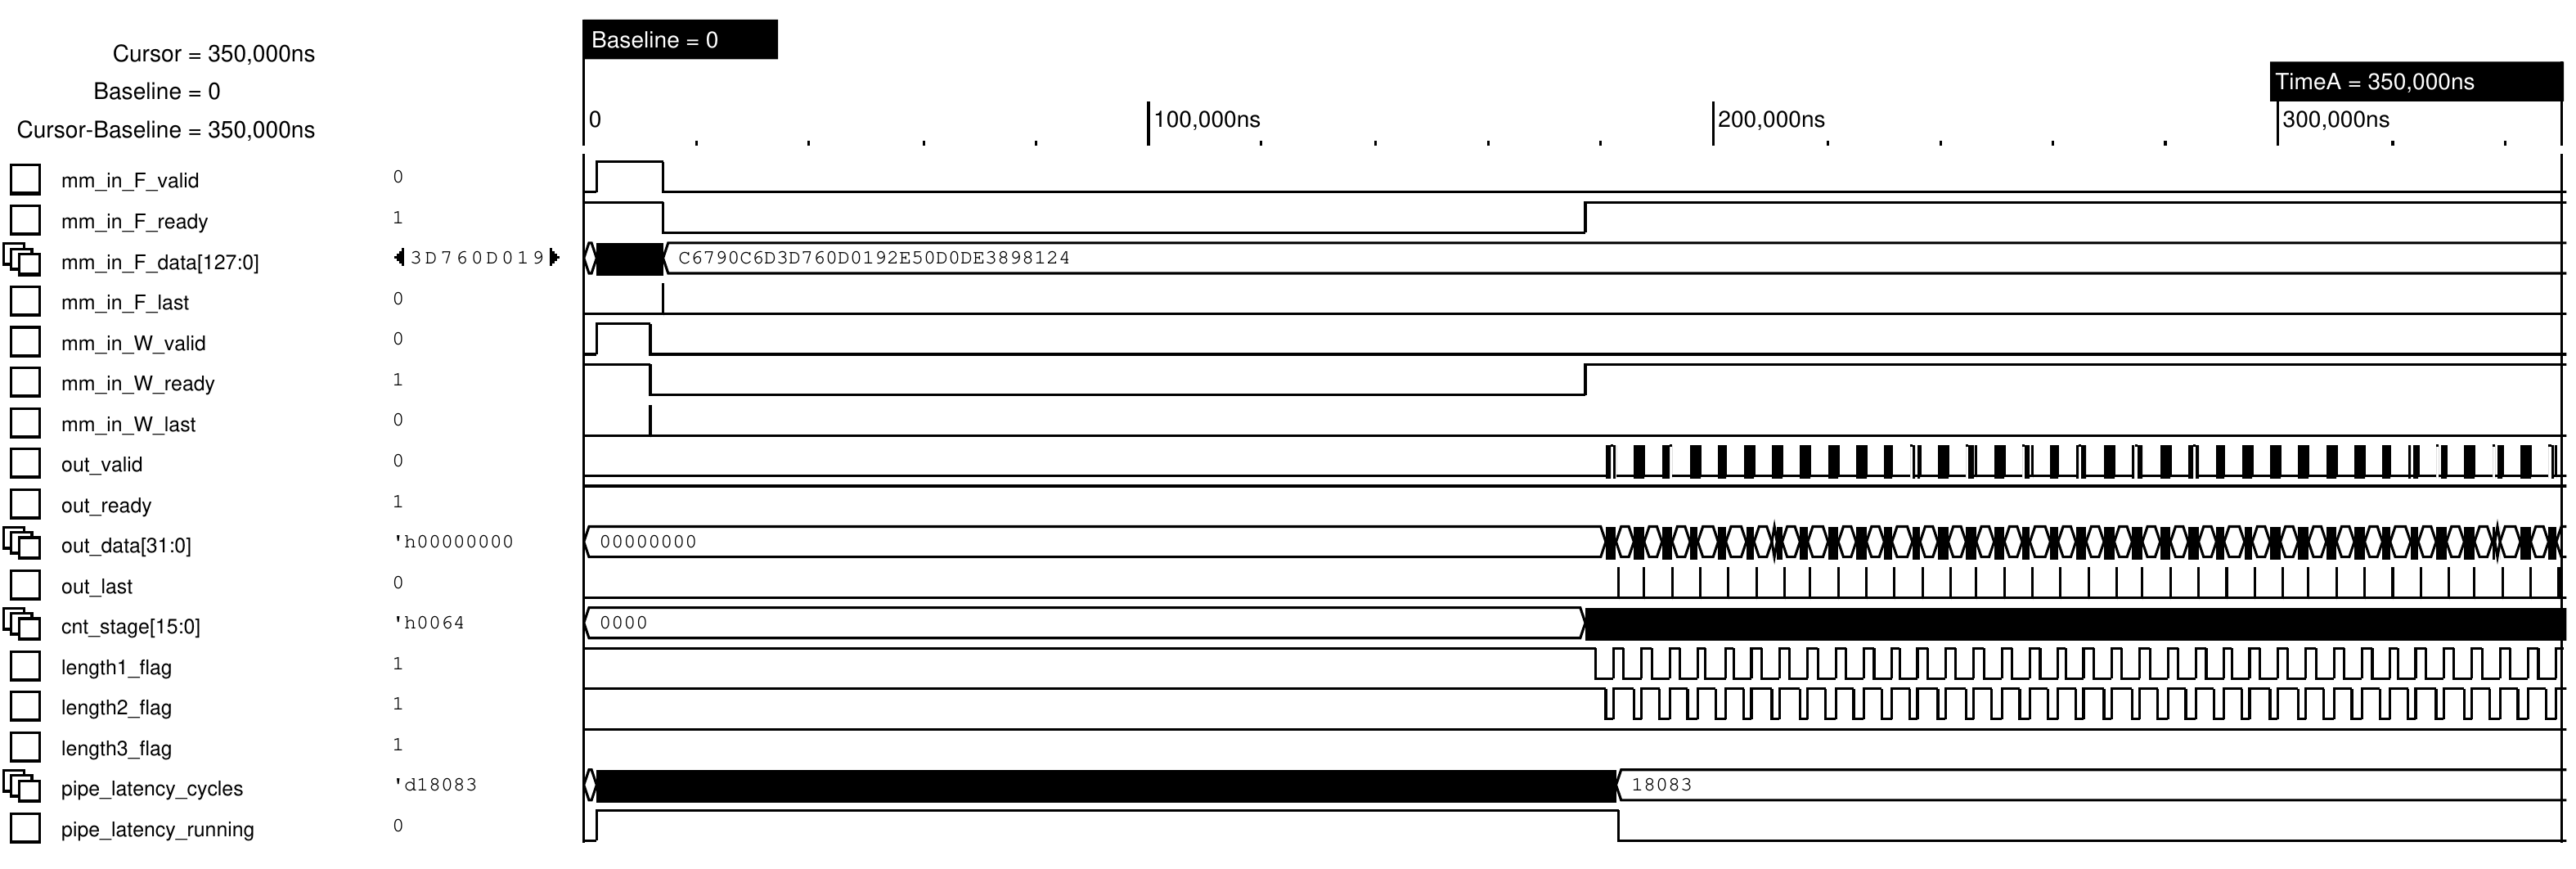 Baseline = 0
Cursor = 350,000ns
TimeA = 350,000ns
Baseline = 0
Cursor-Baseline = 350,000ns
0 100,000ns 200,000ns 300,000ns
mm_in_F_valid 0
mm_in_F_ready 1
mm_in_F_data[127:0] 3D760D019 C6790C6D3D760D0192E50D0DE3898124
mm_in_F_last 0
mm_in_W_valid 0
mm_in_W_ready 1
mm_in_W_last 0
out_valid 0
out_ready 1
out_data[31:0] 'h00000000 00000000
out_last 0
cnt_stage[15:0] 'h0064 0000
length1_flag 1
length2_flag 1
length3_flag 1
pipe_latency_cycles 'd18083 18083
pipe_latency_running 0